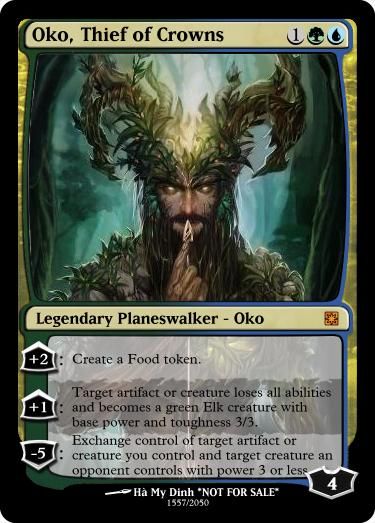 Oko, Thief of Crowns 1
Legendary Planeswalker - Oko
+2: Create a Food token.
+1: Target artifact or creature loses all abilities
and becomes a green Elk creature with
base power and toughness 3/3.
-5: Exchange control of target artifact or
creature you control and target creature an
opponent controls with power 3 or less
4
Hà My Dinh *NOT FOR SALE*
1557/2050